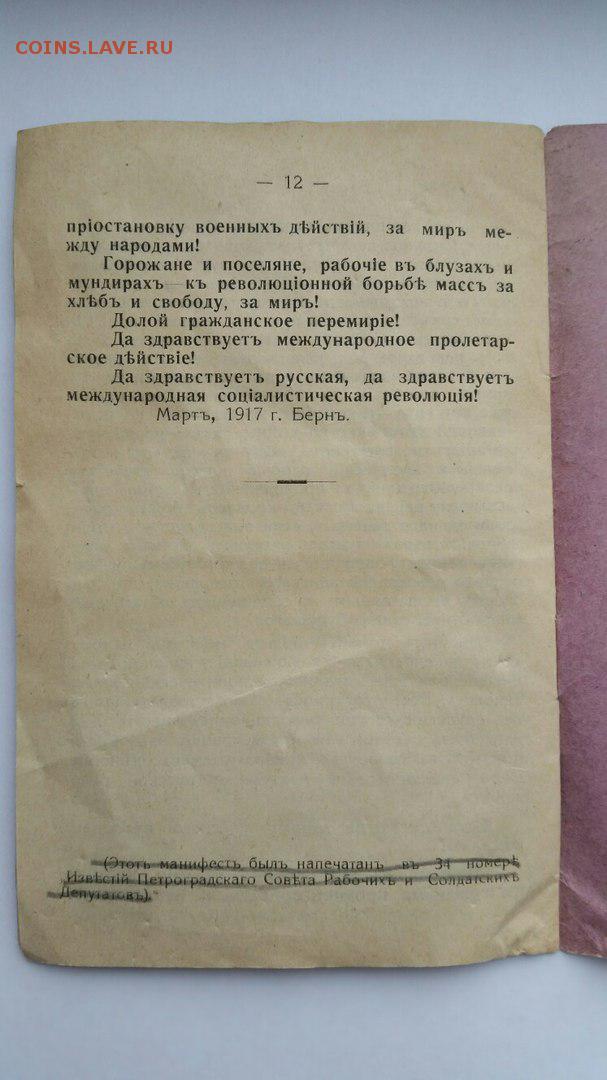 COINS.LAVE.RU
— 12 —
пріостановку военныхъ дѣйствій, за миръ ме-
жду народами!
Горожане и поселяне, рабочіе въ блузахъ и
мундирахъ къ революціонной борьбѣ массъ за
хлѣбъ и свободу, за миръ!
Долой гражданское перемиріе!
Да здравствуетъ международное пролетар-
ское дѣйствіе!
Да здравствуетъ русская, да здравствуетъ
международная соціалистическая революція!
Мартъ, 1917 г. Бернъ.
(Этотъ манифестъ былъ напечатанъ въ 34 номерѣ
„Извѣстій Петроградскаго Совѣта Рабочихъ и Солдатскихъ
Депутатовъ).“